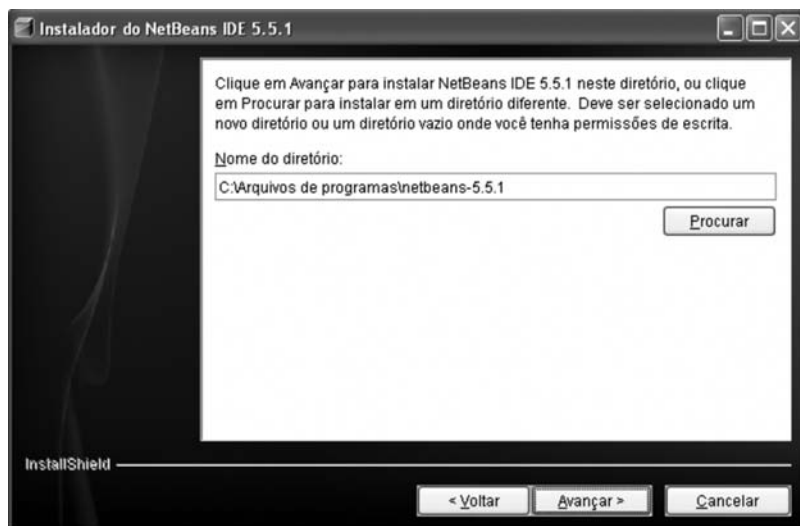 Instalador do NetBeans IDE 5.5.1
Clique em Avançar para instalar NetBeans IDE 5.5.1 neste diretório, ou clique
em Procurar para instalar em um diretório diferente. Deve ser selecionado um
novo diretório ou um diretório vazio onde você tenha permissões de escrita.
Nome do diretório:
C:\Arquivos de programas\netbeans-5.5.1
Procurar
InstallShield
< Voltar
Avançar >
Cancelar